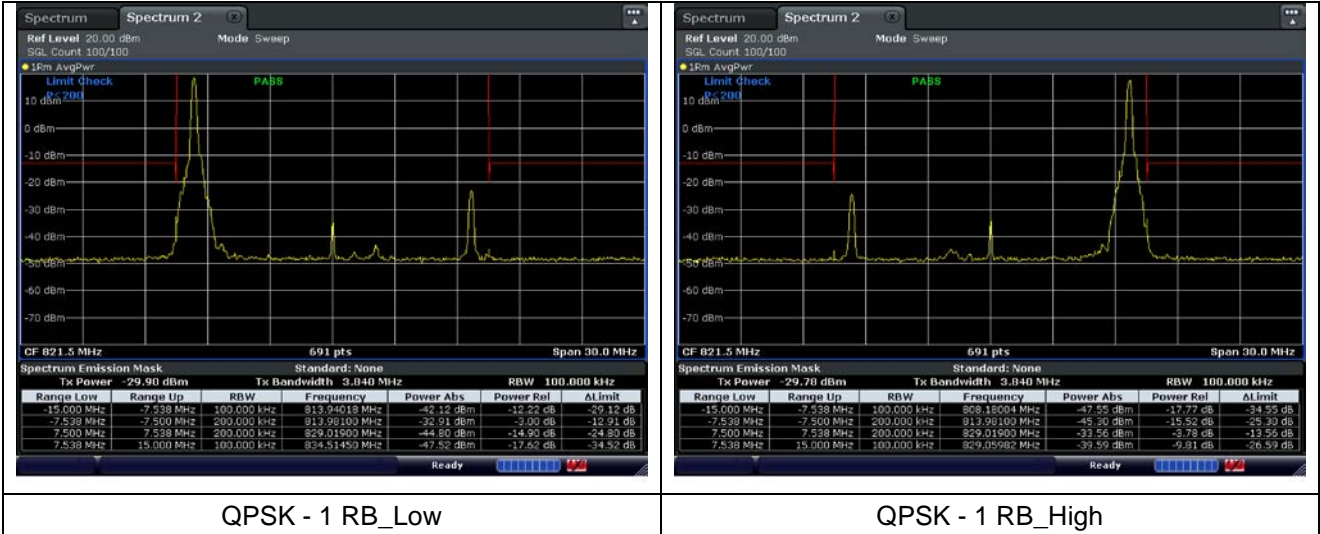 Spectrum Spectrum 2
Ref Level 20.00 dBm Mode Sweep
SGL Count 100/100
1Rm AvgPwr
Limit Check PASS
P<200
10 dBm
0 dBm
-10 dBm
-20 dBm
-30 dBm
-40 dBm
-50 dBm
-60 dBm
-70 dBm
CF 821.5 MHz 691 pts Span 30.0 MHz
Spectrum Emission Mask Standard: None
Tx Power -29.90 dBm Tx Bandwidth 3.840 MHz RBW 100.000 kHz
Range Low Range Up RBW Frequency Power Abs Power Rel ΔLimit
-15.000 MHz -7.538 MHz 100.000 kHz 813.94018 MHz -42.12 dBm -12.22 dB -29.12 dB
-7.538 MHz -7.500 MHz 200.000 kHz 813.98100 MHz -32.91 dBm -3.00 dB -12.91 dB
7.500 MHz 7.538 MHz 200.000 kHz 829.01900 MHz -44.80 dBm -14.90 dB -24.80 dB
7.538 MHz 15.000 MHz 100.000 kHz 834.51450 MHz -47.52 dBm -17.62 dB -34.52 dB
Ready
QPSK - 1 RB_Low
Spectrum Spectrum 2
Ref Level 20.00 dBm Mode Sweep
SGL Count 100/100
1Rm AvgPwr
Limit Check PASS
P<200
10 dBm
0 dBm
-10 dBm
-20 dBm
-30 dBm
-40 dBm
-50 dBm
-60 dBm
-70 dBm
CF 821.5 MHz 691 pts Span 30.0 MHz
Spectrum Emission Mask Standard: None
Tx Power -29.78 dBm Tx Bandwidth 3.840 MHz RBW 100.000 kHz
Range Low Range Up RBW Frequency Power Abs Power Rel ΔLimit
-15.000 MHz -7.538 MHz 100.000 kHz 808.18004 MHz -47.55 dBm -17.77 dB -34.55 dB
-7.538 MHz -7.500 MHz 200.000 kHz 813.98100 MHz -45.30 dBm -15.52 dB -25.30 dB
7.500 MHz 7.538 MHz 200.000 kHz 829.01900 MHz -33.56 dBm -3.78 dB -13.56 dB
7.538 MHz 15.000 MHz 100.000 kHz 829.05982 MHz -39.59 dBm -9.81 dB -26.59 dB
Ready
QPSK - 1 RB_High